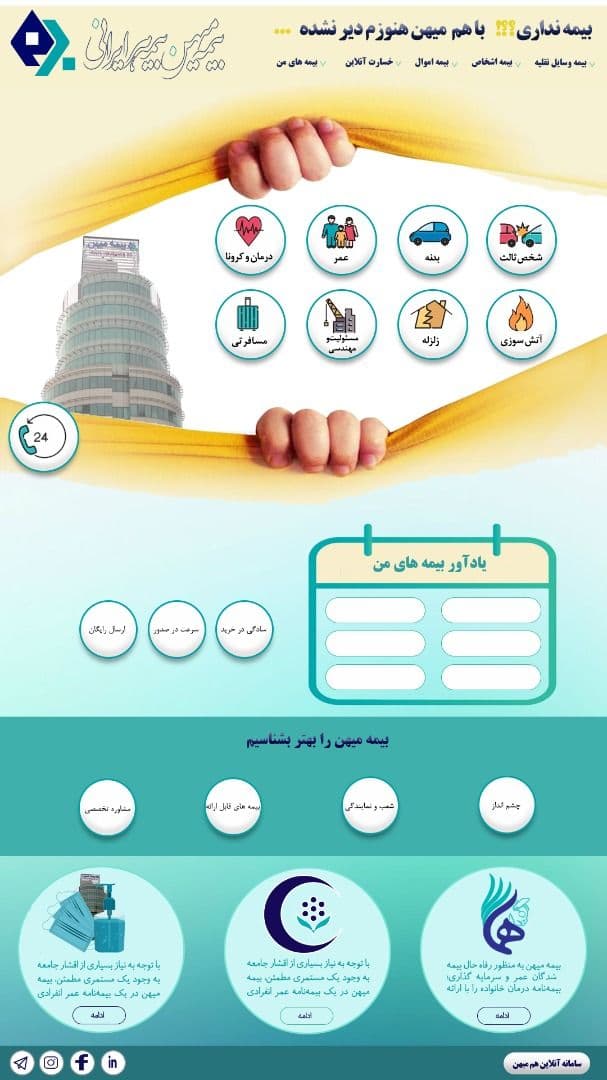 بیمه نداری؟؟؟ با هم میهن هنوزم دیر نشده ...
بیمه میهن بیمه هر ایرانی
بیمه وسایل نقلیه
بیمه اشخاص
بیمه اموال
خسارت آنلاین
بیمه های من
بیمه میهن
شخص ثالث
بدنه
عمر
درمان و کرونا
آتش سوزی
زلزله
مسئولیت و
مهندسی
مسافرتی
24
یادآور بیمه های من
سادگی در خرید
سرعت در صدور
ارسال رایگان
بیمه میهن را بهتر بشناسیم
چشم انداز
شعب و نمایندگی
بیمه های قابل ارائه
مشاوره تخصصی
بیمه میهن به منظور رفاه حال بیمه
شدگان عمر و سرمایه گذاری،
بیمه‌نامه درمان خانواده را با ارائه
ادامه
با توجه به نیاز بسیاری از اقشار جامعه
به وجود یک مستمری مطمئن، بیمه
میهن در یک بیمه‌نامه عمر انفرادی
ادامه
با توجه به نیاز بسیاری از اقشار جامعه
به وجود یک مستمری مطمئن، بیمه
میهن در یک بیمه‌نامه عمر انفرادی
ادامه
سامانه آنلاین هم میهن